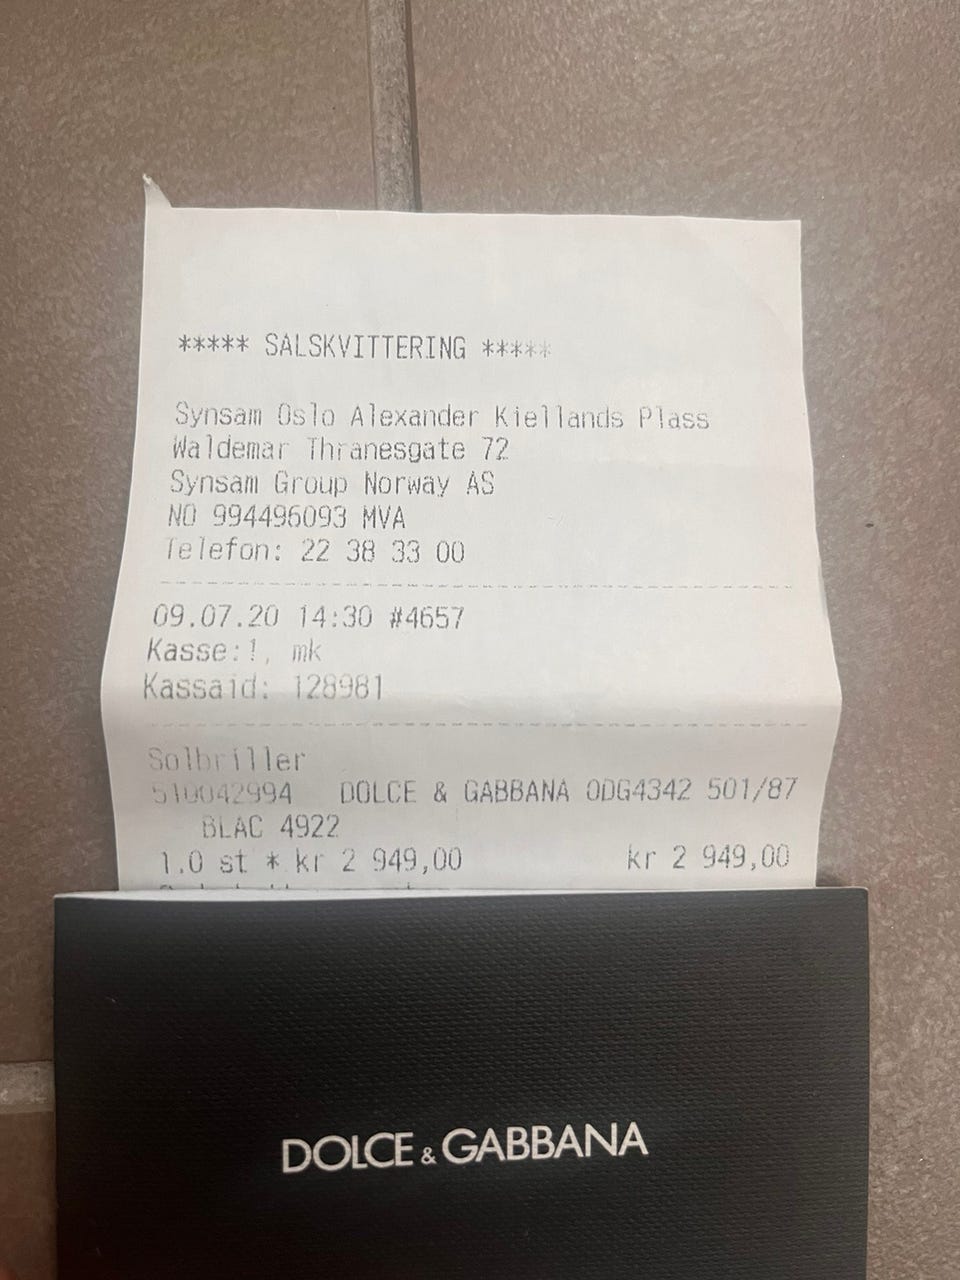 ***** SALSKVITTERING *****
Synsam Oslo Alexander Kiellands Plass
Waldemar Thranesgate 72
Synsam Group Norway AS
NO 994496093 MVA
Telefon: 22 38 33 00
09.07.20 14:30 #4657
Kasse:1, mk
Kassaid: 128981
Solbriller
510042994 DOLCE & GABBANA ODG4342 501/87
BLAC 4922
1.0 st * kr 2 949,00 kr 2 949,00
DOLCE & GABBANA